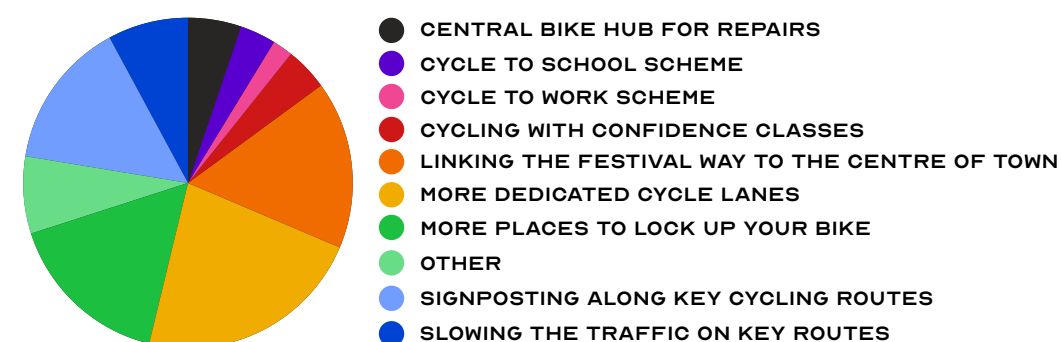 CENTRAL BIKE HUB FOR REPAIRS
CYCLE TO SCHOOL SCHEME
CYCLE TO WORK SCHEME
CYCLING WITH CONFIDENCE CLASSES
LINKING THE FESTIVAL WAY TO THE CENTRE OF TOWN
MORE DEDICATED CYCLE LANES
MORE PLACES TO LOCK UP YOUR BIKE
OTHER
SIGNPOSTING ALONG KEY CYCLING ROUTES
SLOWING THE TRAFFIC ON KEY ROUTES